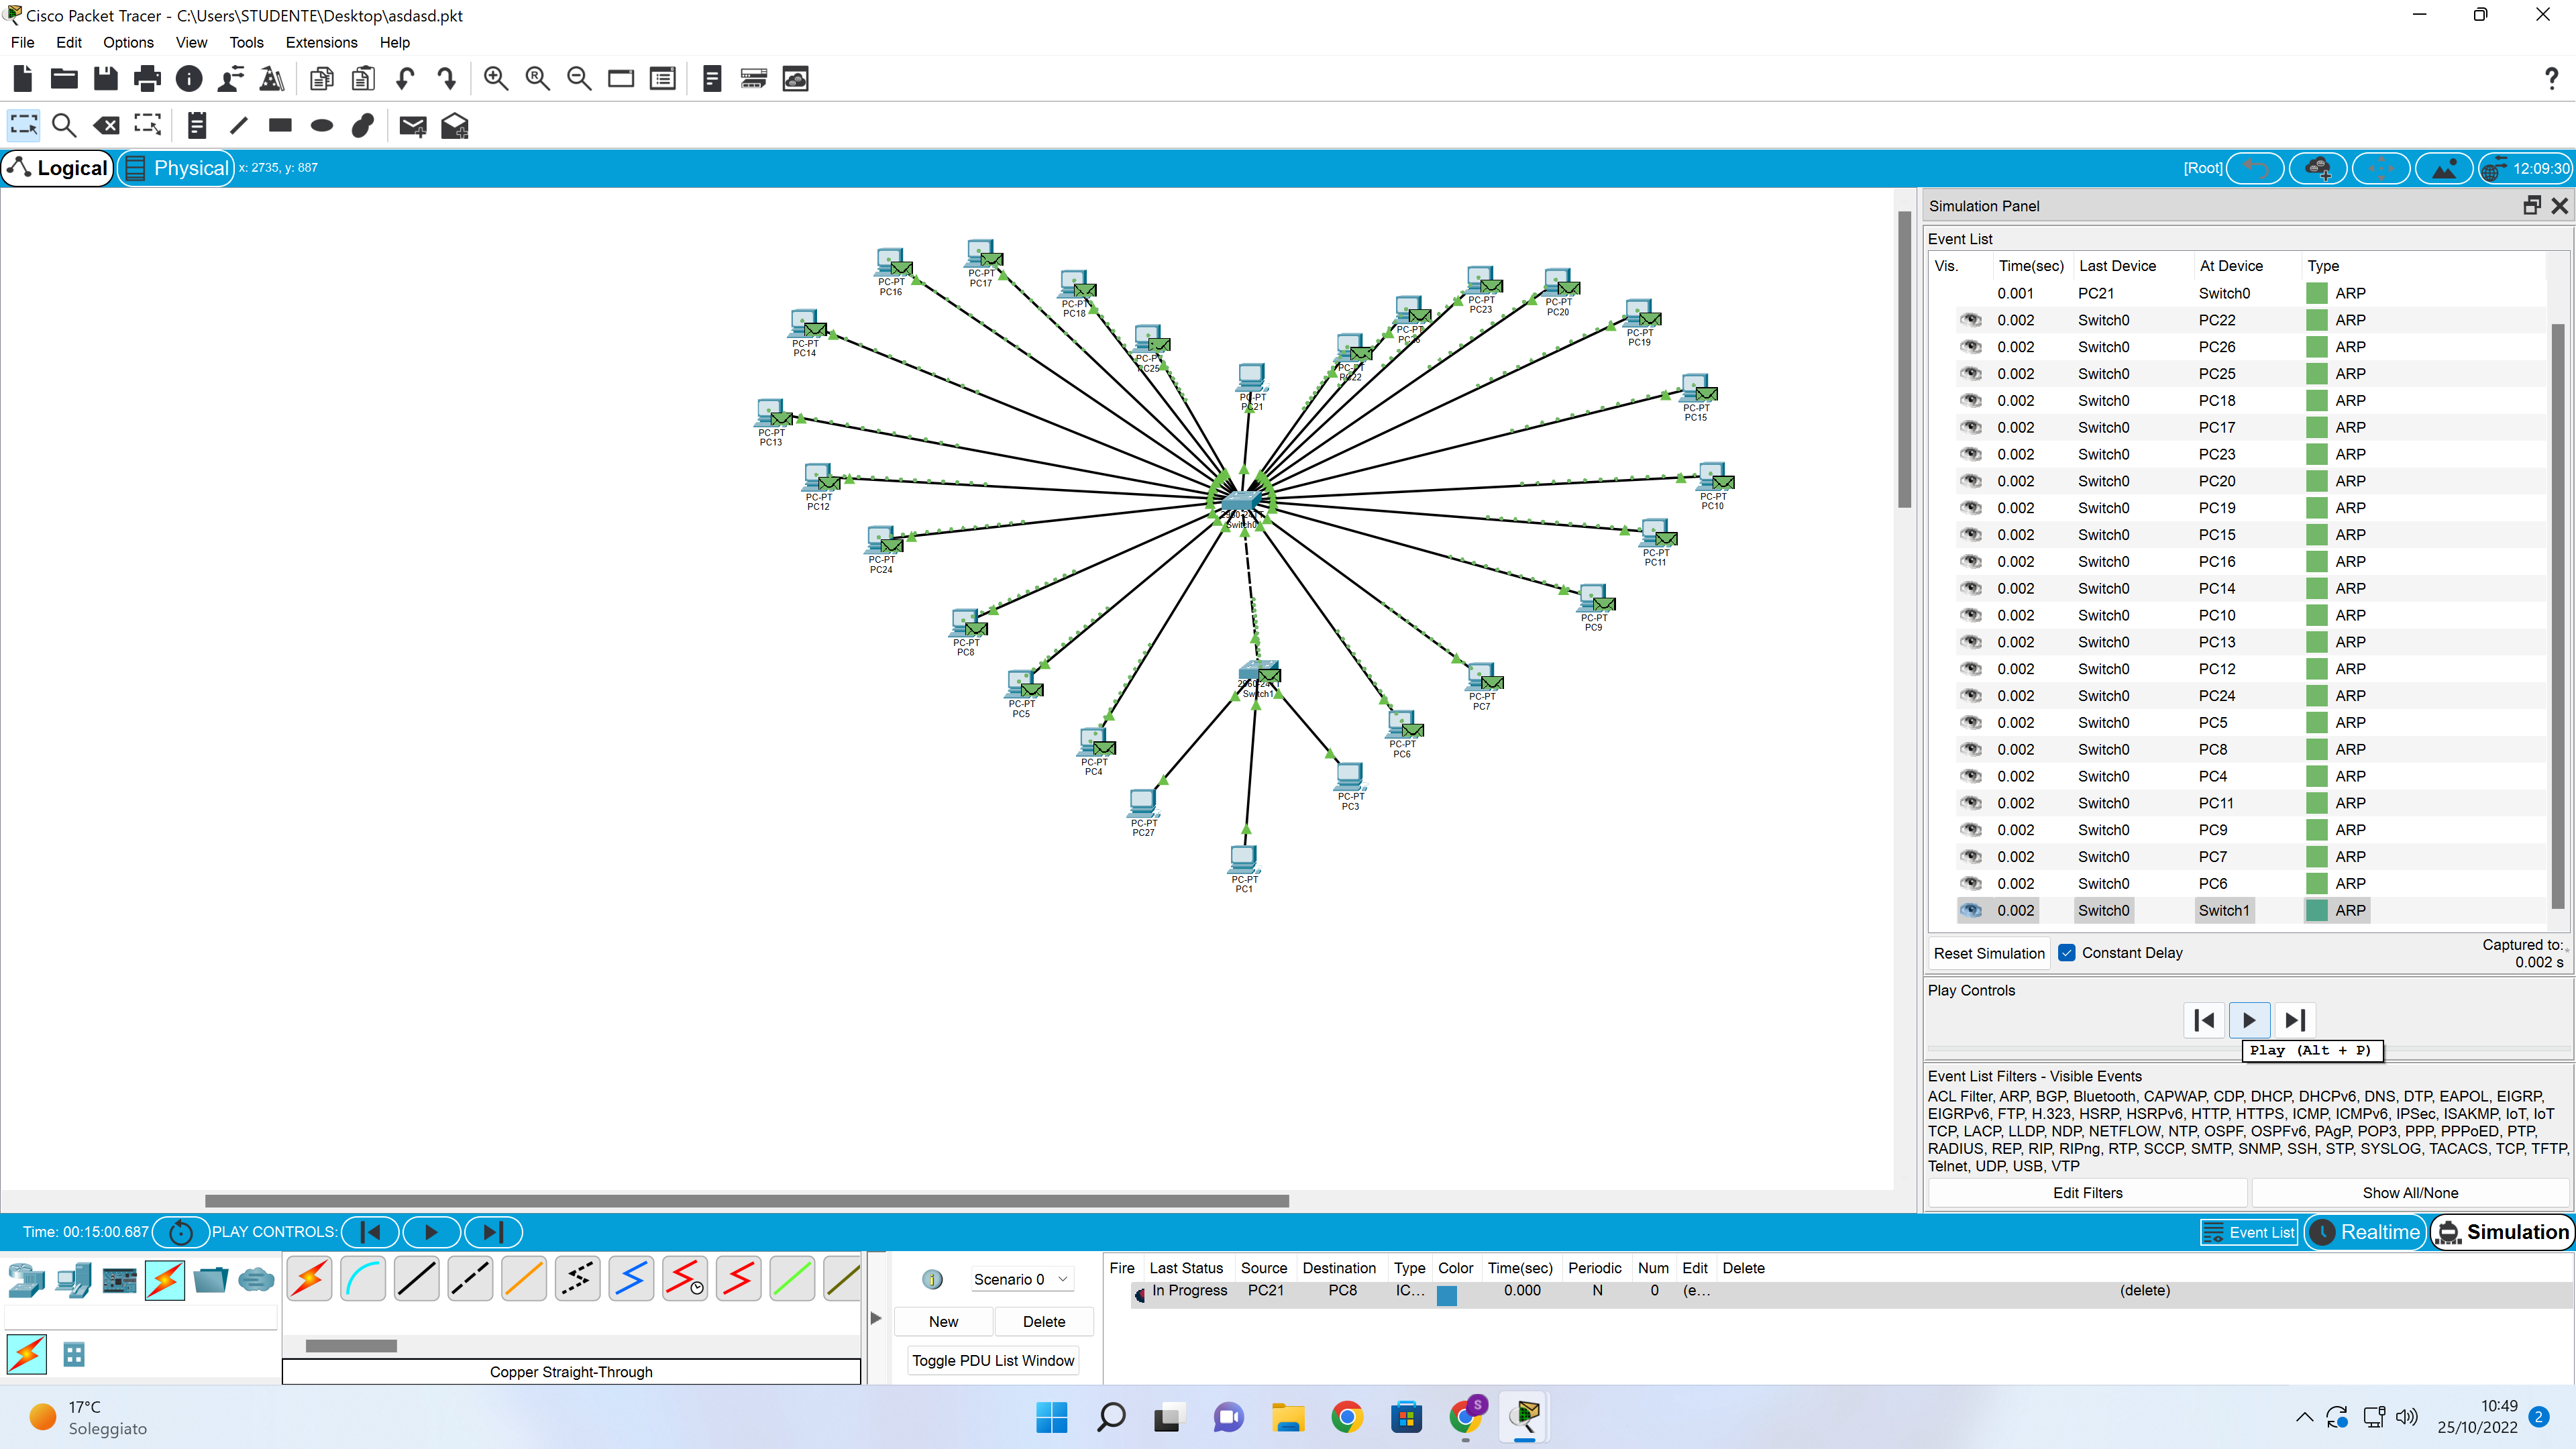 Cisco Packet Tracer - C:\Users\STUDENTE\Desktop\asdasd.pkt
File Edit Options View Tools Extensions Help
Logical Physical x: 2735, y: 887 [Root] 12:09:30
PC-PT
PC16
PC-PT
PC17
PC-PT
PC18
PC-PT
PC23
PC-PT
PC20
PC-PT
PC19
PC-PT
PC14
PC-PT
PC25
PC-PT
PC-PT
PC22
PC-PT
PC21
PC-PT
PC15
PC-PT
PC13
PC-PT
PC12
PC-PT
PC10
2960-24TT
Switch0
PC-PT
PC24
PC-PT
PC11
PC-PT
PC9
PC-PT
PC8
PC-PT
PC5
2960-24TT
Switch1
PC-PT
PC7
PC-PT
PC4
PC-PT
PC6
PC-PT
PC27
PC-PT
PC3
PC-PT
PC1
Simulation Panel
Event List
Vis. Time(sec) Last Device At Device Type
0.001 PC21 Switch0 ARP
0.002 Switch0 PC22 ARP
0.002 Switch0 PC26 ARP
0.002 Switch0 PC25 ARP
0.002 Switch0 PC18 ARP
0.002 Switch0 PC17 ARP
0.002 Switch0 PC23 ARP
0.002 Switch0 PC20 ARP
0.002 Switch0 PC19 ARP
0.002 Switch0 PC15 ARP
0.002 Switch0 PC16 ARP
0.002 Switch0 PC14 ARP
0.002 Switch0 PC10 ARP
0.002 Switch0 PC13 ARP
0.002 Switch0 PC12 ARP
0.002 Switch0 PC24 ARP
0.002 Switch0 PC5 ARP
0.002 Switch0 PC8 ARP
0.002 Switch0 PC4 ARP
0.002 Switch0 PC11 ARP
0.002 Switch0 PC9 ARP
0.002 Switch0 PC7 ARP
0.002 Switch0 PC6 ARP
0.002 Switch0 Switch1 ARP
Reset Simulation Constant Delay Captured to:
0.002 s
Play Controls
Play (Alt + P)
Event List Filters - Visible Events
ACL Filter, ARP, BGP, Bluetooth, CAPWAP, CDP, DHCP, DHCPv6, DNS, DTP, EAPOL, EIGRP,
EIGRPv6, FTP, H.323, HSRP, HSRPv6, HTTP, HTTPS, ICMP, ICMPv6, IPSec, ISAKMP, IoT, IoT
TCP, LACP, LLDP, NDP, NETFLOW, NTP, OSPF, OSPFv6, PAgP, POP3, PPP, PPPoED, PTP,
RADIUS, REP, RIP, RIPng, RTP, SCCP, SMTP, SNMP, SSH, STP, SYSLOG, TACACS, TCP, TFTP,
Telnet, UDP, USB, VTP
Edit Filters Show All/None
Time: 00:15:00.687 PLAY CONTROLS: Event List Realtime Simulation
Copper Straight-Through
Scenario 0
New Delete
Toggle PDU List Window
Fire Last Status Source Destination Type Color Time(sec) Periodic Num Edit Delete
In Progress PC21 PC8 IC... 0.000 N 0 (e... (delete)
17°C
Soleggiato
S
10:49
25/10/2022
2